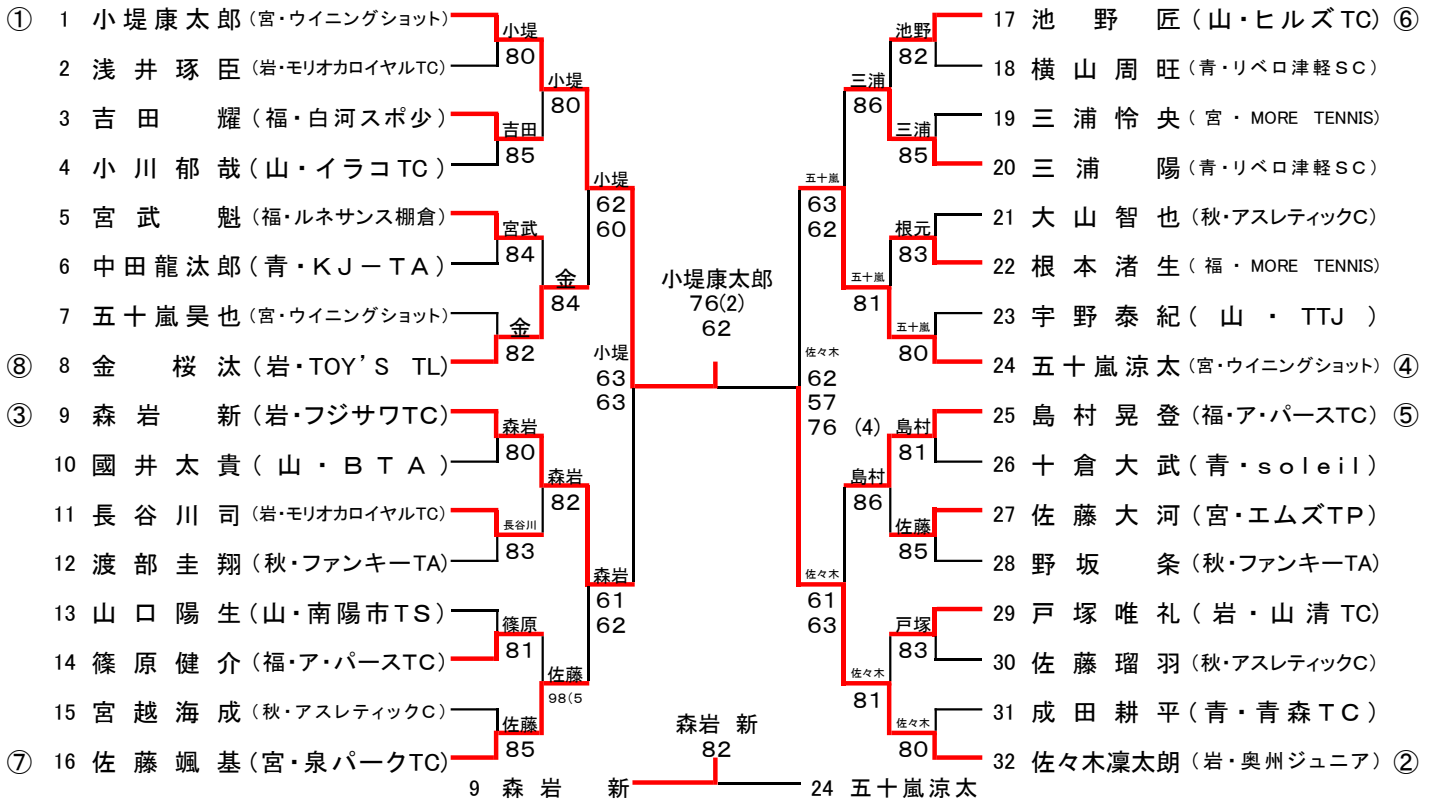 ① 1 小堤康太郎 (宮・ウイニングショット)
2 浅井琢臣 (岩・モリオカロイヤルTC)
3 吉田 耀 (福・白河スポ少)
4 小川郁哉 (山・イラコTC)
5 宮武 魁 (福・ルネサンス棚倉)
6 中田龍汰郎 (青・KJ－TA)
7 五十嵐昊也 (宮・ウイニングショット)
⑧ 8 金 桜汰 (岩・TOY'S TL)
③ 9 森岩 新 (岩・フジサワTC)
10 國井太貴 (山・BTA)
11 長谷川司 (岩・モリオカロイヤルTC)
12 渡部圭翔 (秋・ファンキーTA)
13 山口陽生 (山・南陽市TS)
14 篠原健介 (福・ア・パースTC)
15 宮越海成 (秋・アスレティックC)
⑦ 16 佐藤颯基 (宮・泉パークTC)
小堤
80
吉田
85
宮武
84
金
82
森岩
80
長谷川
83
篠原
81
佐藤
85
小堤
80
金
84
森岩
82
佐藤
98(5
小堤
62
60
森岩
61
62
小堤
63
63
小堤康太郎
76(2)
62
佐々木
62
57
76 (4)
五十嵐
63
62
佐々木
61
63
三浦
86
五十嵐
81
島村
86
佐々木
81
池野
82
三浦
85
根元
83
五十嵐
80
島村
81
佐藤
85
戸塚
83
佐々木
80
17 池野 匠 (山・ヒルズTC) ⑥
18 横山周旺 (青・リベロ津軽SC)
19 三浦怜央 (宮・MORE TENNIS)
20 三浦 陽 (青・リベロ津軽SC)
21 大山智也 (秋・アスレティックC)
22 根本渚生 (福・MORE TENNIS)
23 宇野泰紀 (山・TTJ)
24 五十嵐涼太 (宮・ウイニングショット) ④
25 島村晃登 (福・ア・パースTC) ⑤
26 十倉大武 (青・soleil)
27 佐藤大河 (宮・エムズTP)
28 野坂 条 (秋・ファンキーTA)
29 戸塚唯礼 (岩・山清TC)
30 佐藤瑠羽 (秋・アスレティックC)
31 成田耕平 (青・青森TC)
32 佐々木凜太朗 (岩・奥州ジュニア) ②
森岩 新
82
9 森岩 新
24 五十嵐涼太